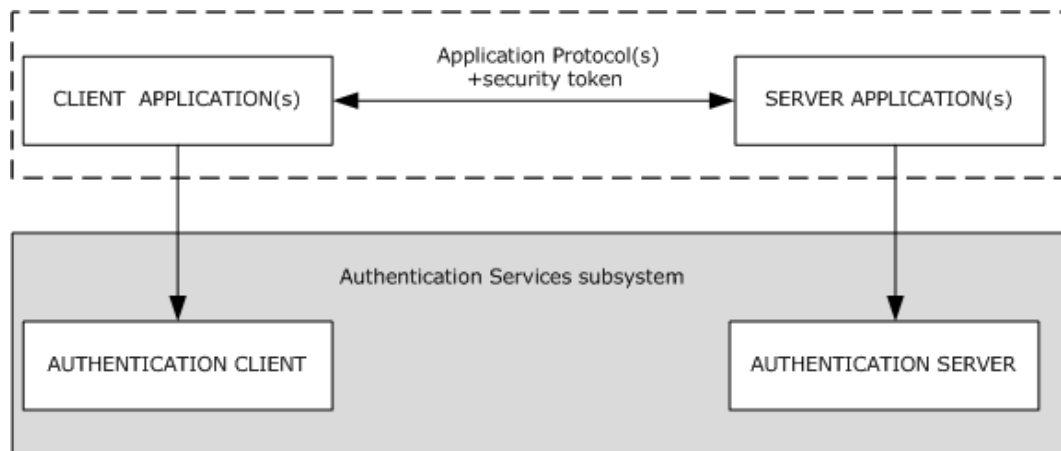 Application Protocol(s)
+security token
CLIENT APPLICATION(s)
SERVER APPLICATION(s)
Authentication Services subsystem
AUTHENTICATION CLIENT
AUTHENTICATION SERVER